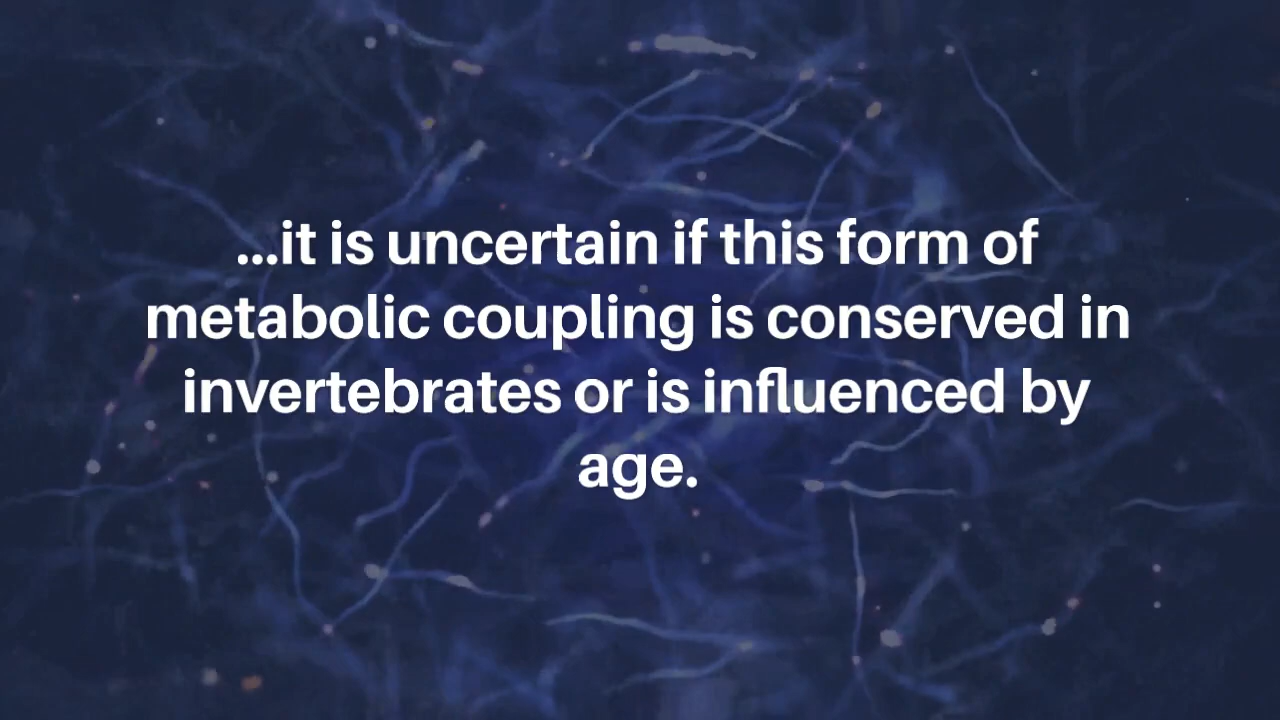 ...it is uncertain if this form of
metabolic coupling is conserved in
invertebrates or is influenced by
age.